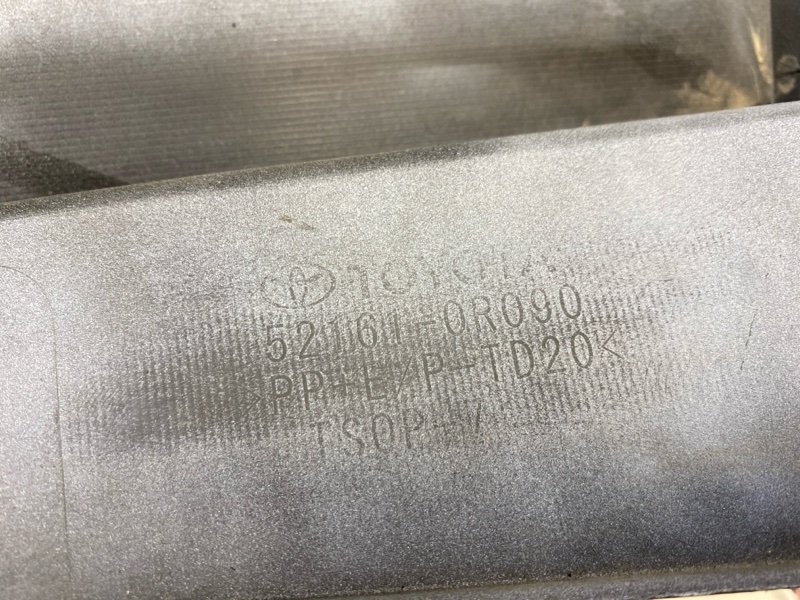 TOYOTA
52161-0R090
>PP+E/P-TD20<
TSOP-7